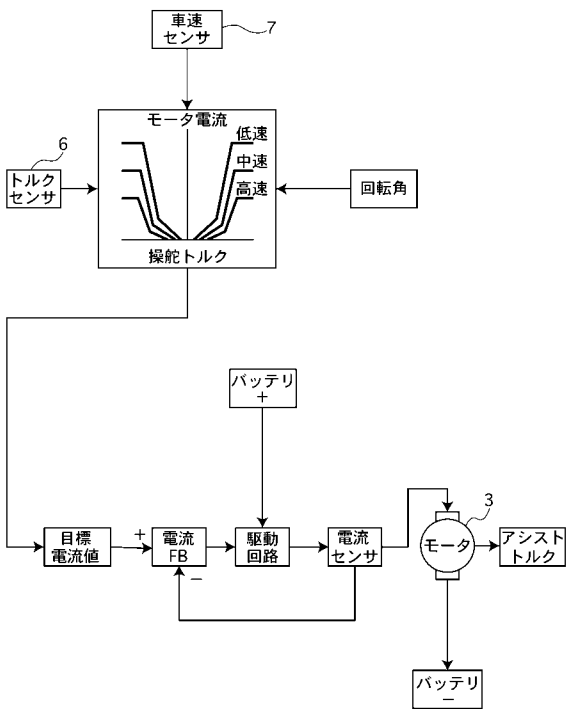 車速
センサ
7
モータ電流
低速
中速
高速
操舵トルク
6
トルク
センサ
回転角
バッテリ
+
目標
電流値
+
電流
FB
−
駆動
回路
電流
センサ
3
モータ
アシスト
トルク
バッテリ
−